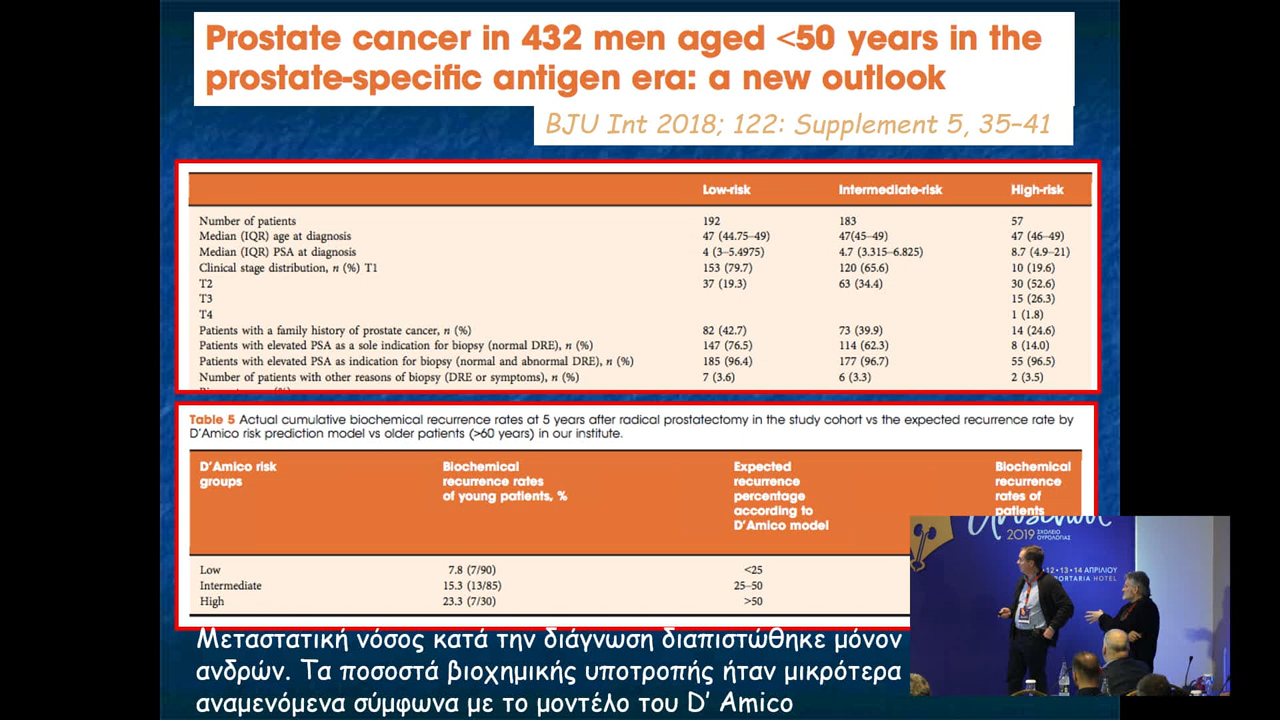 Prostate cancer in 432 men aged <50 years in the
prostate-specific antigen era: a new outlook
BJU Int 2018; 122: Supplement 5, 35–41
Low-risk Intermediate-risk High-risk
Number of patients 192 183 57
Median (IQR) age at diagnosis 47 (44.75–49) 47(45–49) 47 (46–49)
Median (IQR) PSA at diagnosis 4 (3–5.4975) 4.7 (3.315–6.825) 8.7 (4.9–21)
Clinical stage distribution, n (%) T1 153 (79.7) 120 (65.6) 10 (19.6)
T2 37 (19.3) 63 (34.4) 30 (52.6)
T3 15 (26.3)
T4 1 (1.8)
Patients with a family history of prostate cancer, n (%) 82 (42.7) 73 (39.9) 14 (24.6)
Patients with elevated PSA as a sole indication for biopsy (normal DRE), n (%) 147 (76.5) 114 (62.3) 8 (14.0)
Patients with elevated PSA as indication for biopsy (normal and abnormal DRE), n (%) 185 (96.4) 177 (96.7) 55 (96.5)
Number of patients with other reasons of biopsy (DRE or symptoms), n (%) 7 (3.6) 6 (3.3) 2 (3.5)
Table 5 Actual cumulative biochemical recurrence rates at 5 years after radical prostatectomy in the study cohort vs the expected recurrence rate by
D'Amico risk prediction model vs older patients (>60 years) in our institute.
D'Amico risk
groups
Biochemical
recurrence rates
of young patients, %
Expected
recurrence
percentage
according to
D'Amico model
Biochemical
recurrence
rates of
patients
Low 7.8 (7/90) <25
Intermediate 15.3 (13/85) 25–50
High 23.3 (7/30) >50
Μεταστατική νόσος κατά την διάγνωση διαπιστώθηκε μόνον
ανδρών. Τα ποσοστά βιοχημικής υποτροπής ήταν μικρότερα
αναμενόμενα σύμφωνα με το μοντέλο του D' Amico
2019 ΣΧΟΛΕΙΟ
ΟΥΡΟΛΟΓΙΑΣ
12•13•14 ΑΠΡΙΛΙΟΥ
PORTARIA HOTEL